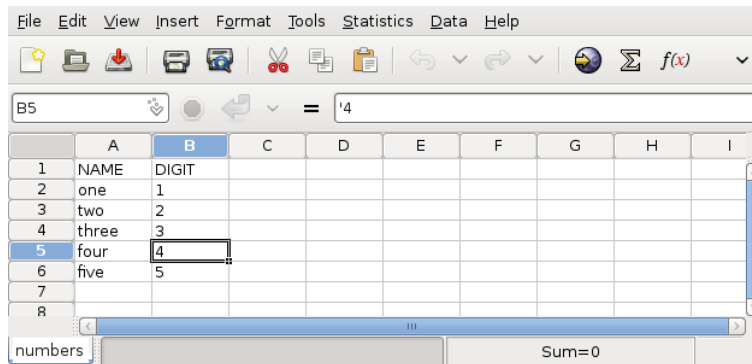 File Edit View Insert Format Tools Statistics Data Help
Σ f(x)
B5 = '4
A B C D E F G H I
1 NAME DIGIT
2 one 1
3 two 2
4 three 3
5 four 4
6 five 5
7
8
numbers Sum=0